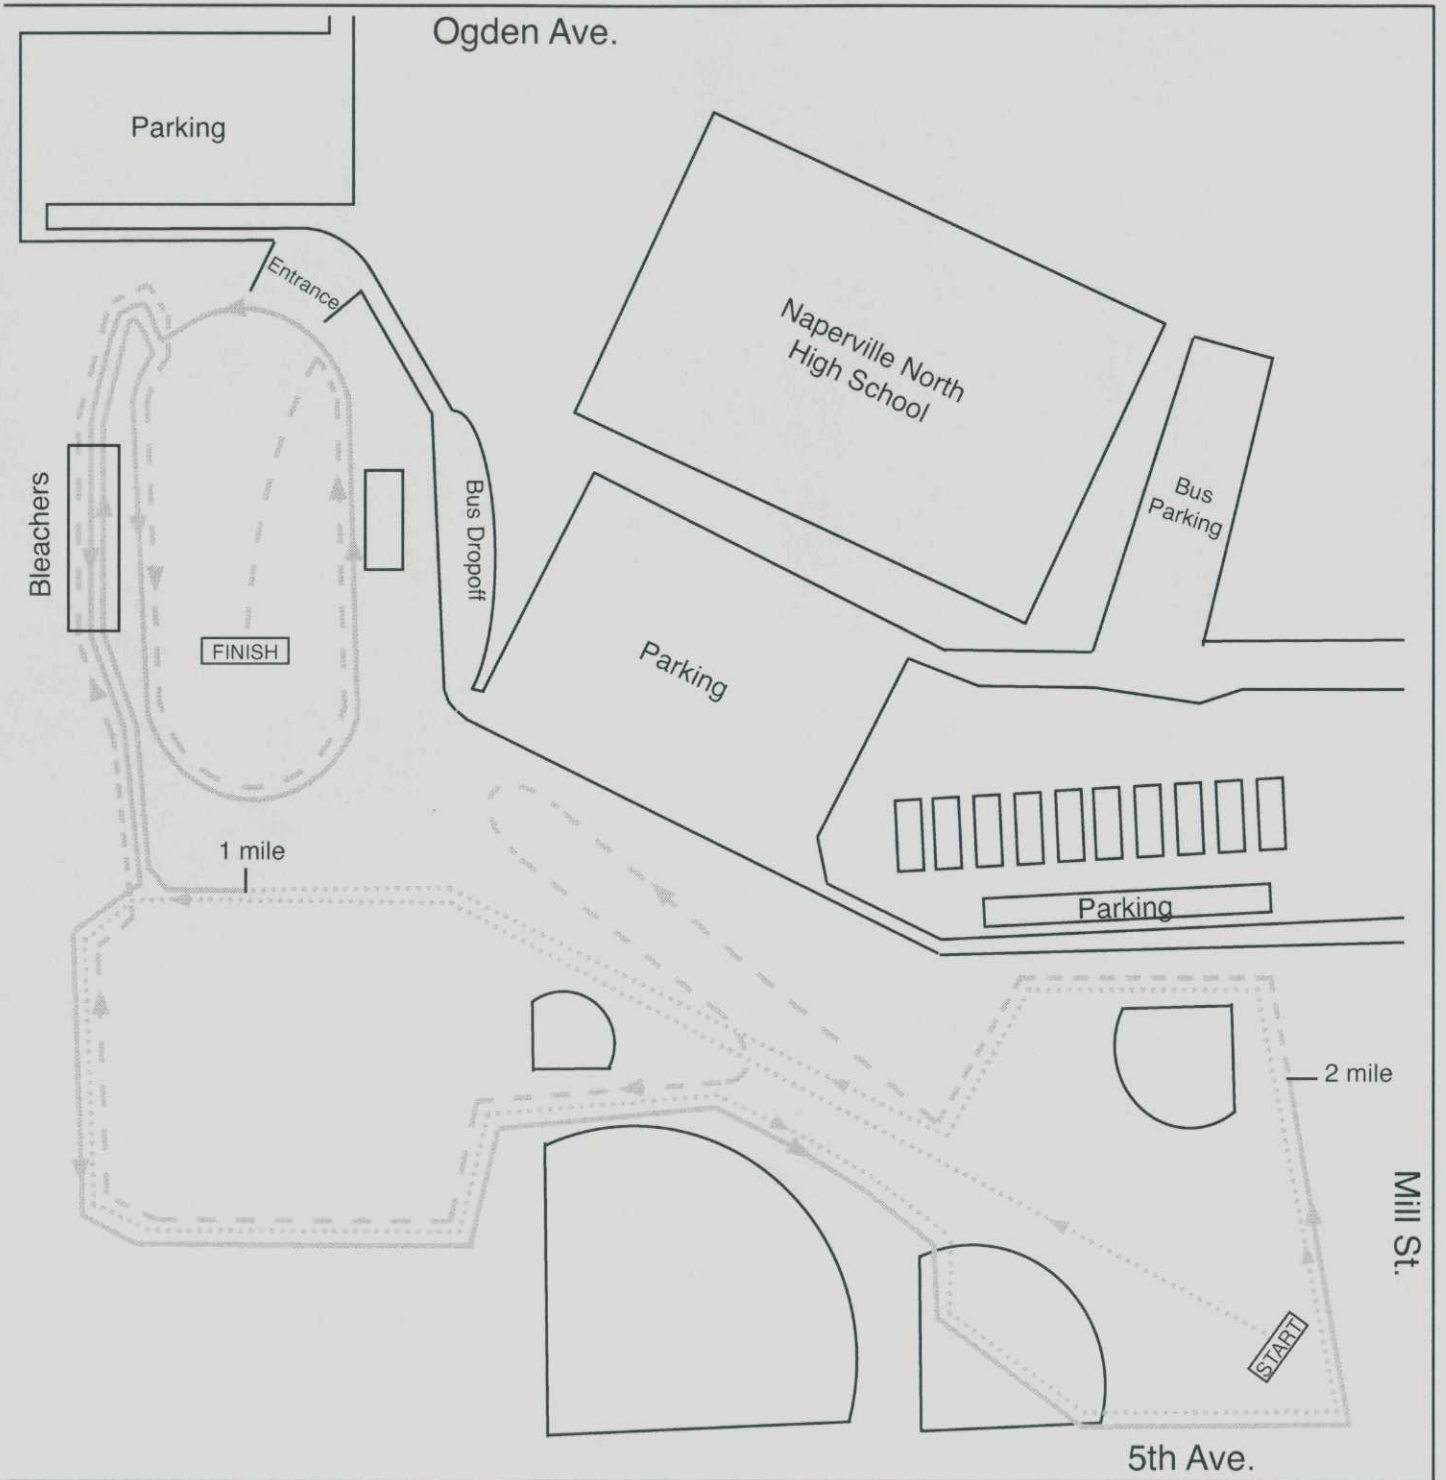 Ogden Ave.
Parking
Entrance
Naperville North
High School
Bus
Parking
Bleachers
Bus Dropoff
FINISH
Parking
1 mile
Parking
2 mile
Mill St.
START
5th Ave.